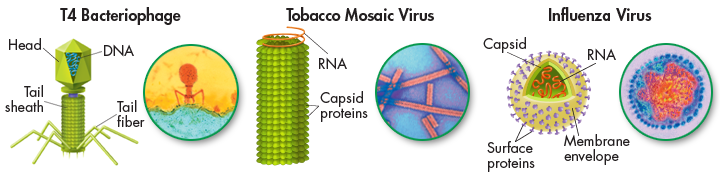 T4 Bacteriophage
Head
DNA
Tail
sheath
Tail
fiber
Tobacco Mosaic Virus
RNA
Capsid
proteins
Influenza Virus
Capsid
RNA
Surface
proteins
Membrane
envelope